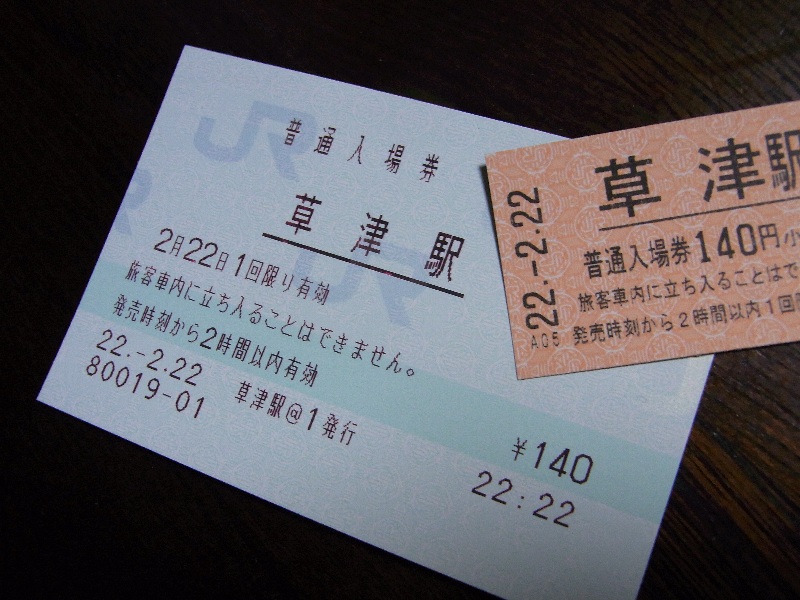 JR
普通入場券
草津駅
2月22日1回限り有効
旅客車内に立ち入ることはできません。
発売時刻から2時間以内有効
22.-2.22
80019-01
草津駅@1発行
¥140
22:22
22.-2.22
草津駅
普通入場券140円小
旅客車内に立ち入ることはで
A05 発売時刻から2時間以内1回